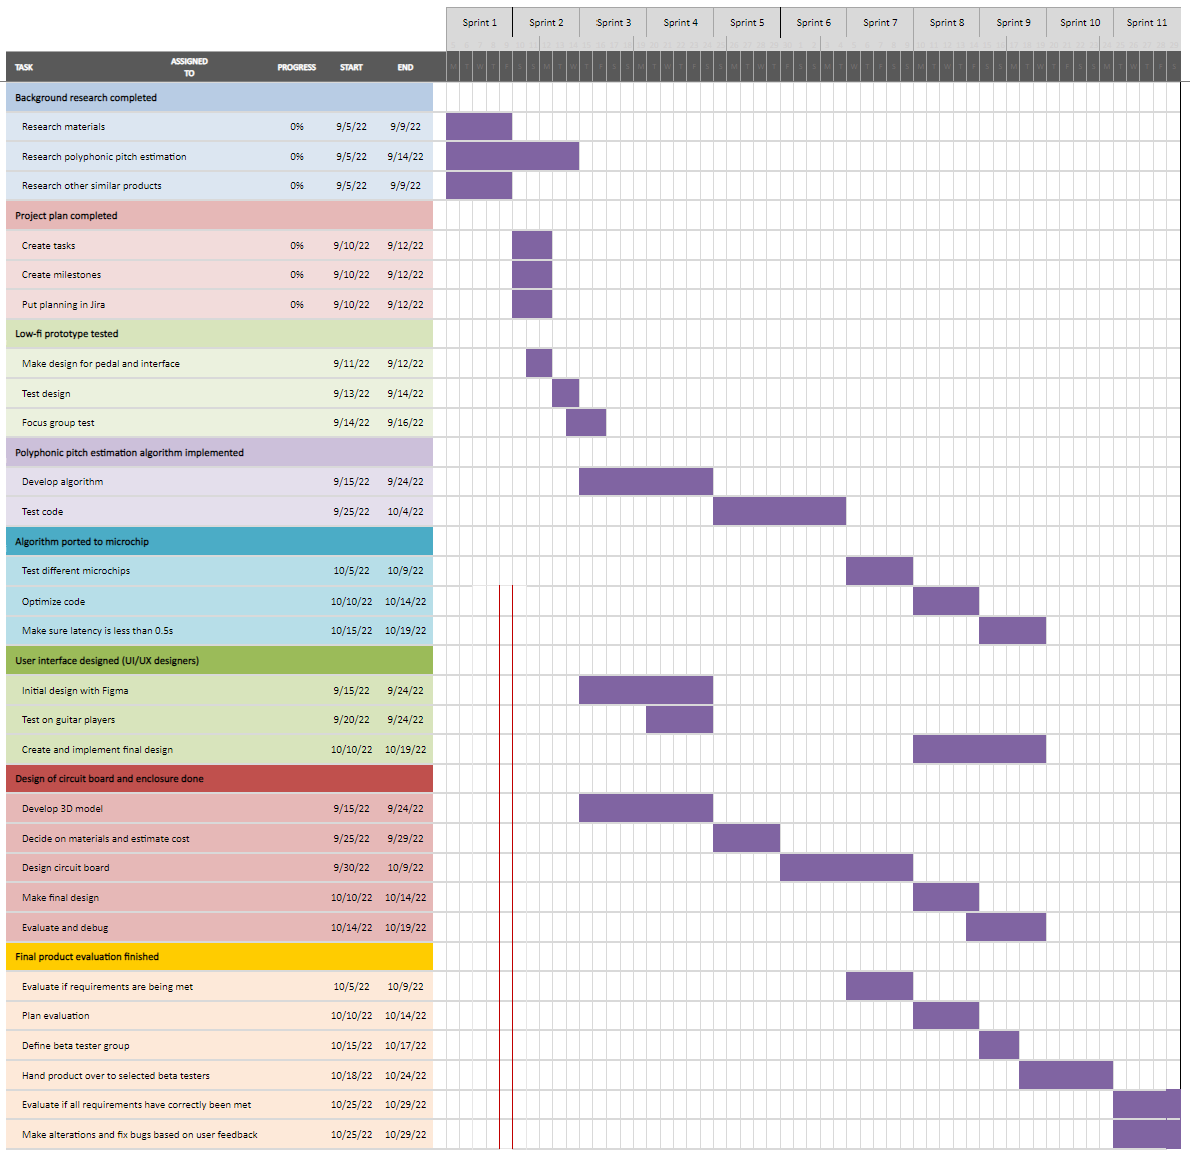 Sprint 1 Sprint 2 Sprint 3 Sprint 4 Sprint 5 Sprint 6 Sprint 7 Sprint 8 Sprint 9 Sprint 10 Sprint 11
TASK ASSIGNED TO PROGRESS START END
Background research completed
Research materials 0% 9/5/22 9/9/22
Research polyphonic pitch estimation 0% 9/5/22 9/14/22
Research other similar products 0% 9/5/22 9/9/22
Project plan completed
Create tasks 0% 9/10/22 9/12/22
Create milestones 0% 9/10/22 9/12/22
Put planning in Jira 0% 9/10/22 9/12/22
Low-fi prototype tested
Make design for pedal and interface 9/11/22 9/12/22
Test design 9/13/22 9/14/22
Focus group test 9/14/22 9/16/22
Polyphonic pitch estimation algorithm implemented
Develop algorithm 9/15/22 9/24/22
Test code 9/25/22 10/4/22
Algorithm ported to microchip
Test different microchips 10/5/22 10/9/22
Optimize code 10/10/22 10/14/22
Make sure latency is less than 0.5s 10/15/22 10/19/22
User interface designed (UI/UX designers)
Initial design with Figma 9/15/22 9/24/22
Test on guitar players 9/20/22 9/24/22
Create and implement final design 10/10/22 10/19/22
Design of circuit board and enclosure done
Develop 3D model 9/15/22 9/24/22
Decide on materials and estimate cost 9/25/22 9/29/22
Design circuit board 9/30/22 10/9/22
Make final design 10/10/22 10/14/22
Evaluate and debug 10/14/22 10/19/22
Final product evaluation finished
Evaluate if requirements are being met 10/5/22 10/9/22
Plan evaluation 10/10/22 10/14/22
Define beta tester group 10/15/22 10/17/22
Hand product over to selected beta testers 10/18/22 10/24/22
Evaluate if all requirements have correctly been met 10/25/22 10/29/22
Make alterations and fix bugs based on user feedback 10/25/22 10/29/22